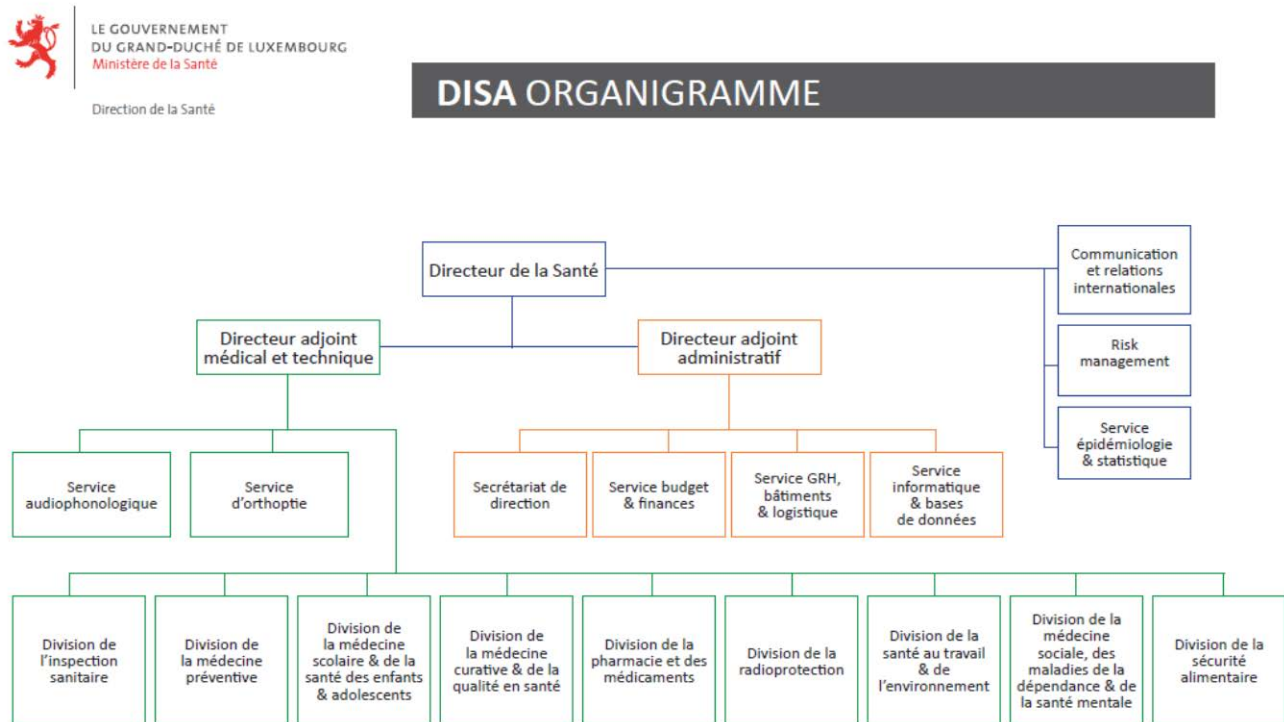 LE GOUVERNEMENT
DU GRAND-DUCHÉ DE LUXEMBOURG
Ministère de la Santé
Direction de la Santé
DISA ORGANIGRAMME
Directeur de la Santé
Communication
et relations
internationales
Risk
management
Service
épidémiologie
& statistique
Directeur adjoint
médical et technique
Directeur adjoint
administratif
Service
audiophonologique
Service
d'orthoptie
Secrétariat de
direction
Service budget
& finances
Service GRH,
bâtiments
& logistique
Service
informatique
& bases
de données
Division de
l'inspection
sanitaire
Division de
la médecine
préventive
Division de
la médecine
scolaire & de la
santé des enfants
& adolescents
Division de
la médecine
curative & de la
qualité en santé
Division de la
pharmacie et des
médicaments
Division de la
radioprotection
Division de la
santé au travail
& de
l'environnement
Division de la
médecine
sociale, des
maladies de la
dépendance & de
la santé mentale
Division de la
sécurité
alimentaire